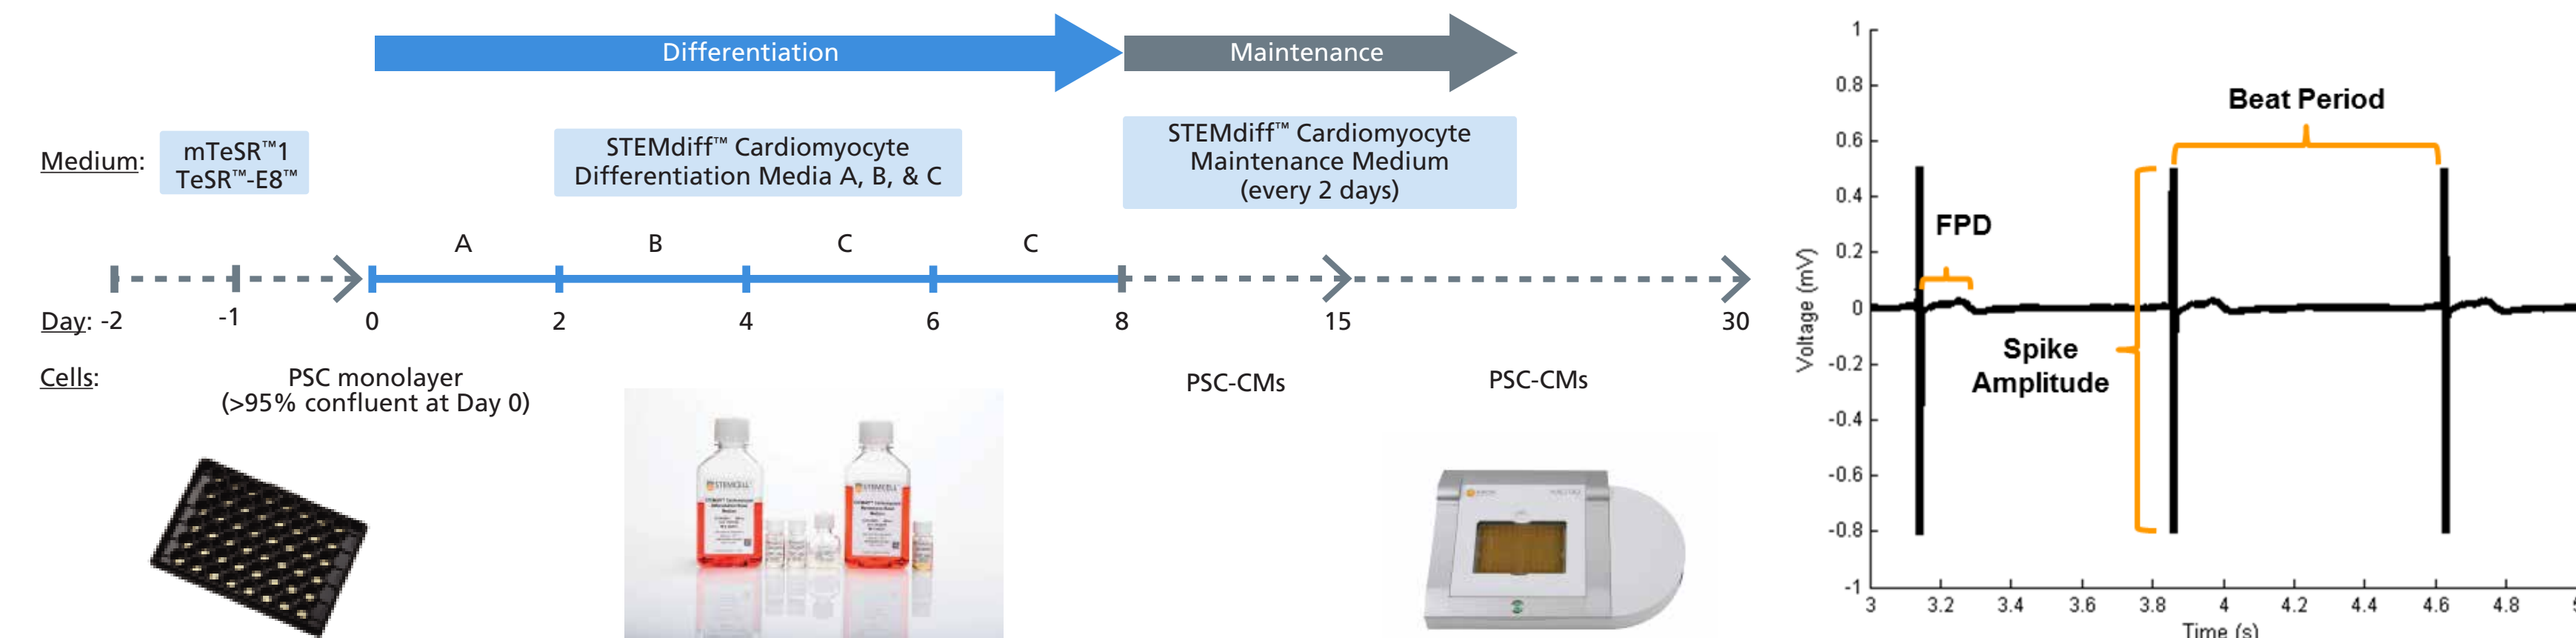 Differentiation
Maintenance
Medium:
mTeSR™1
TeSR™-E8™
STEMdiff™ Cardiomyocyte
Differentiation Media A, B, & C
STEMdiff™ Cardiomyocyte
Maintenance Medium
(every 2 days)
A B C C
Day: -2 -1 0 2 4 6 8 15 30
Cells:
PSC monolayer
(>95% confluent at Day 0)
PSC-CMs
PSC-CMs
STEMCELL
STEMCELL
Beat Period
FPD
Spike
Amplitude
Voltage (mV)
1
0.8
0.6
0.4
0.2
0
-0.2
-0.4
-0.6
-0.8
-1
3 3.2 3.4 3.6 3.8 4 4.2 4.4 4.6 4.8
Time (s)